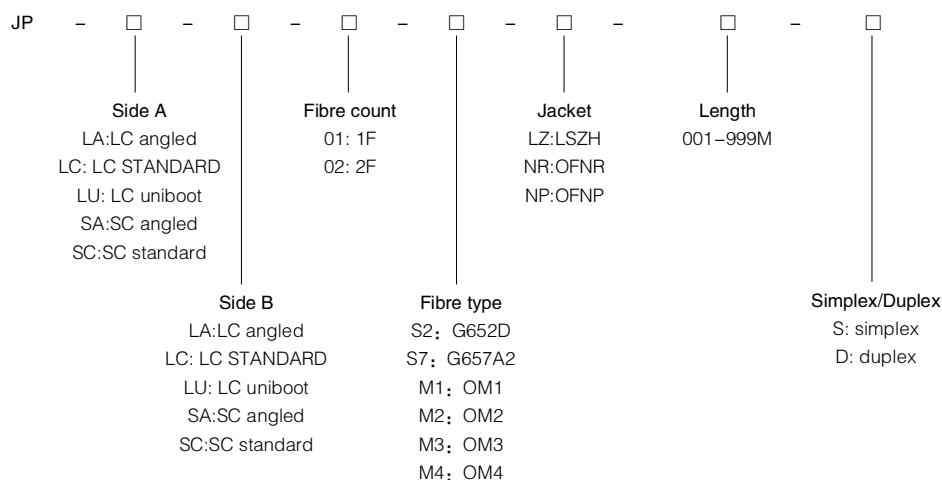 JP – □ – □ – □ – □ – □ – □ – □
Side A
LA:LC angled
LC: LC STANDARD
LU: LC uniboot
SA:SC angled
SC:SC standard
Fibre count
01: 1F
02: 2F
Jacket
LZ:LSZH
NR:OFNR
NP:OFNP
Length
001–999M
Side B
LA:LC angled
LC: LC STANDARD
LU: LC uniboot
SA:SC angled
SC:SC standard
Fibre type
S2：G652D
S7：G657A2
M1：OM1
M2：OM2
M3：OM3
M4：OM4
Simplex/Duplex
S: simplex
D: duplex